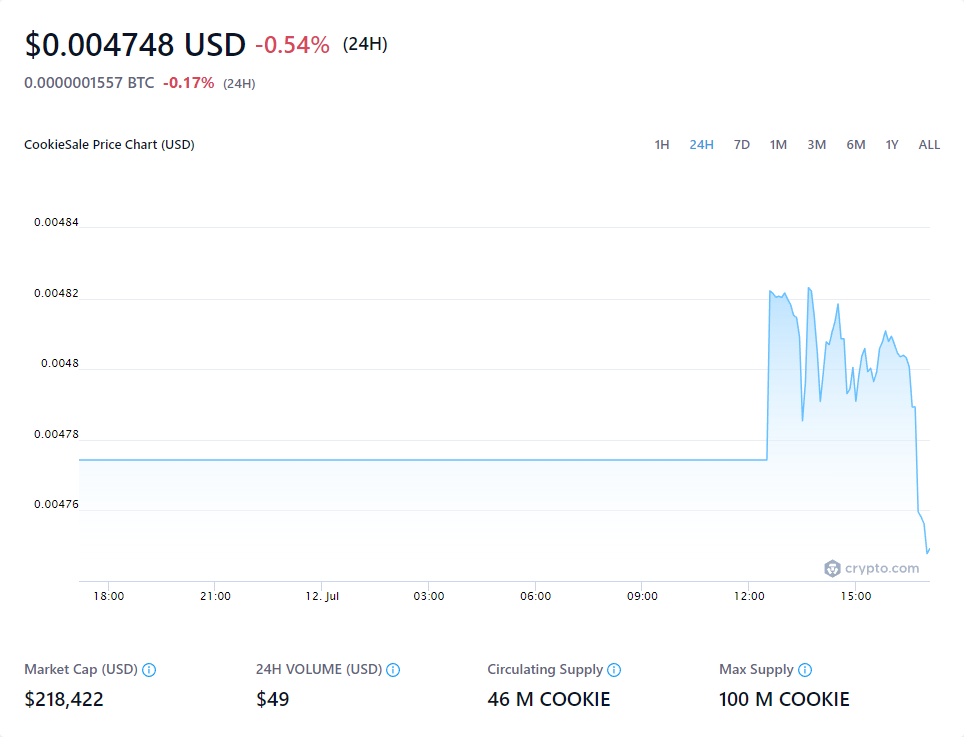 $0.004748 USD -0.54% (24H)
0.0000001557 BTC -0.17% (24H)
CookieSale Price Chart (USD) 1H 24H 7D 1M 3M 6M 1Y ALL
0.00484
0.00482
0.0048
0.00478
0.00476
crypto.com
18:00 21:00 12. Jul 03:00 06:00 09:00 12:00 15:00
Market Cap (USD) 24H VOLUME (USD) Circulating Supply Max Supply
$218,422 $49 46 M COOKIE 100 M COOKIE